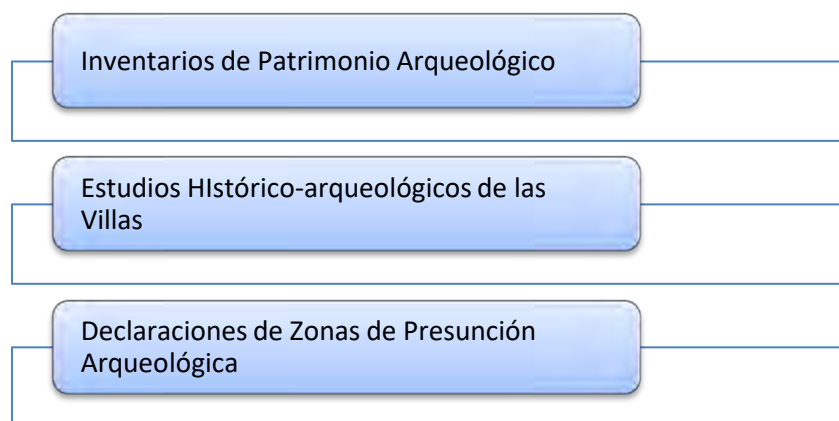 Inventarios de Patrimonio Arqueológico
Estudios HIstórico-arqueológicos de las
Villas
Declaraciones de Zonas de Presunción
Arqueológica